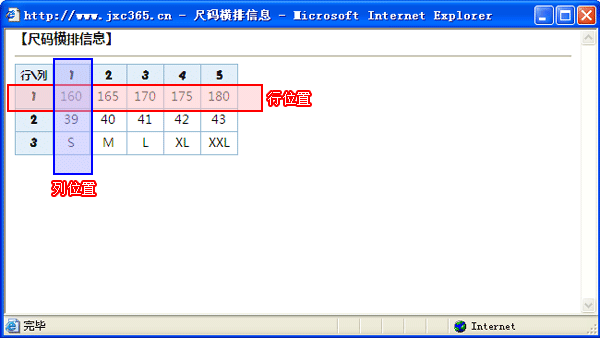 http://www.jxc365.cn - 尺码横排信息 - Microsoft Internet Explorer
【尺码横排信息】
行\列 1 2 3 4 5
1 160 165 170 175 180
行位置
2 39 40 41 42 43
3 S M L XL XXL
列位置
完毕 Internet